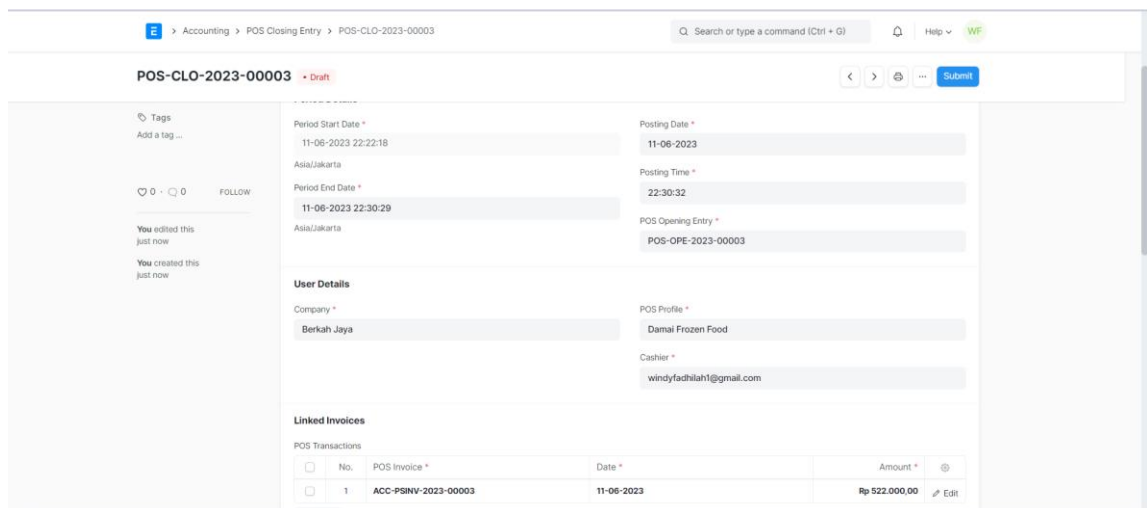 E > Accounting > POS Closing Entry > POS-CLO-2023-00003 Search or type a command (Ctrl + G) Help WF
POS-CLO-2023-00003 • Draft < > ... Submit
Tags
Add a tag ...
0 · 0 FOLLOW
You edited this
just now
You created this
just now
Period Start Date * Posting Date *
11-06-2023 22:22:18 11-06-2023
Asia/Jakarta
Posting Time *
Period End Date * 22:30:32
11-06-2023 22:30:29
Asia/Jakarta POS Opening Entry *
POS-OPE-2023-00003
User Details
Company * POS Profile *
Berkah Jaya Damai Frozen Food
Cashier *
windyfadhilah1@gmail.com
Linked Invoices
POS Transactions
No. POS Invoice * Date * Amount *
1 ACC-PSINV-2023-00003 11-06-2023 Rp 522.000,00 Edit